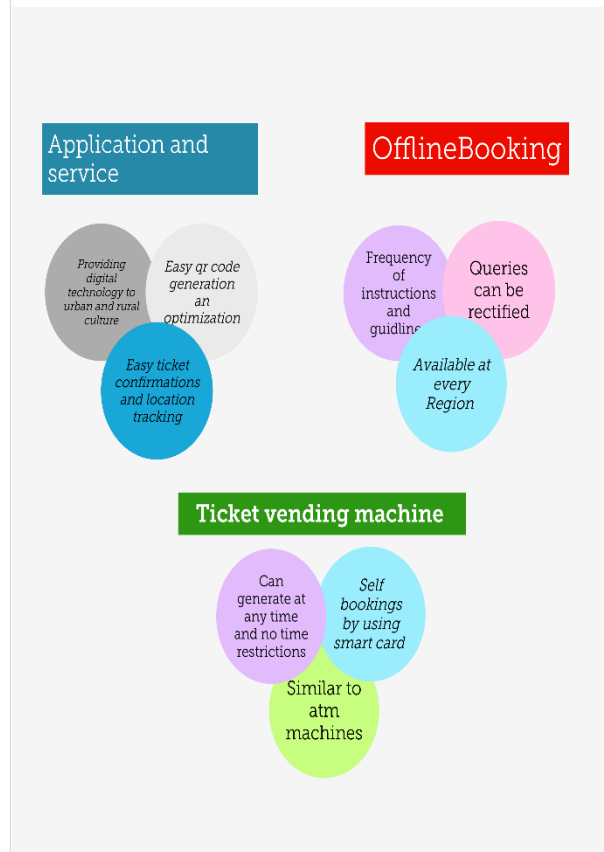 Application and
service
OfflineBooking
Providing
digital
technology to
urban and rural
culture
Easy qr code
generation
an
optimization
Easy ticket
confirmations
and location
tracking
Frequency
of
instructions
and
guidline
Queries
can be
rectified
Available at
every
Region
Ticket vending machine
Can
generate at
any time
and no time
restrictions
Self
bookings
by using
smart card
Similar to
atm
machines